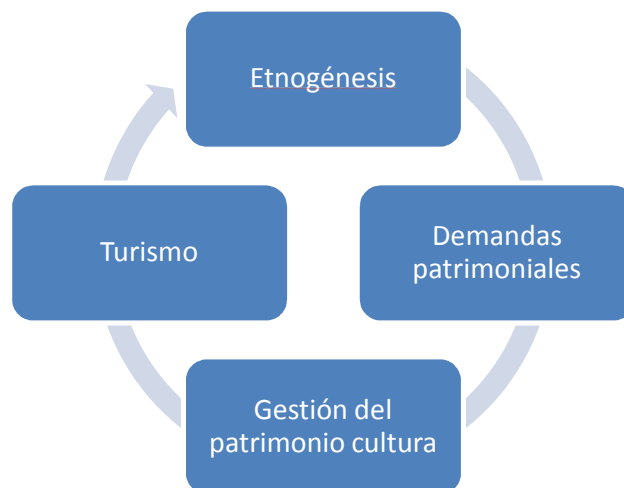 Etnogénesis
Demandas
patrimoniales
Gestión del
patrimonio cultura
Turismo